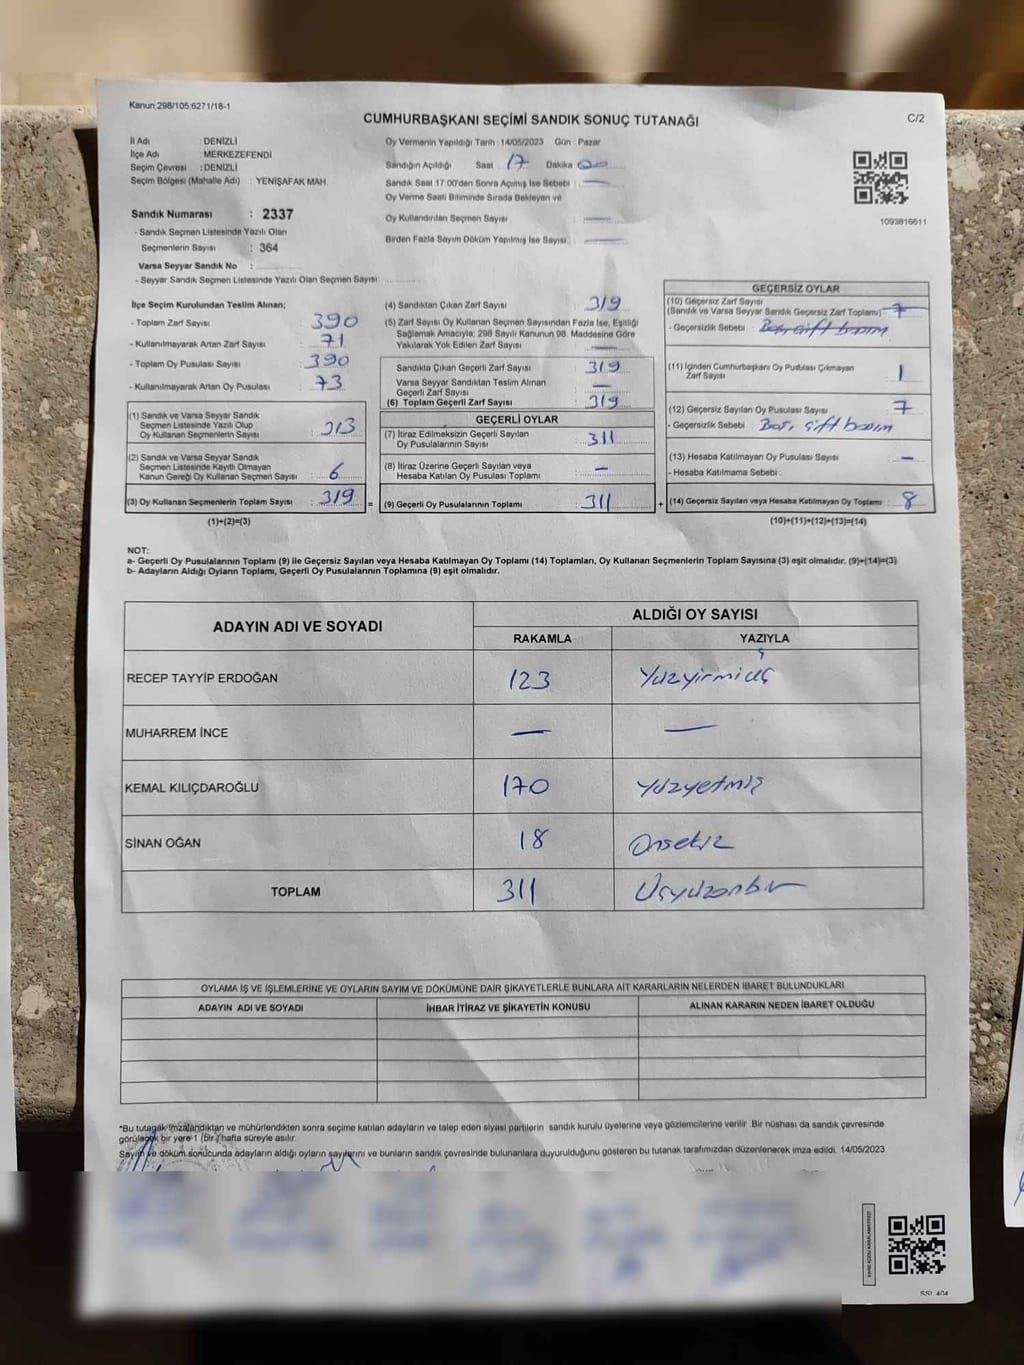 Kanun;298/105;6271/18-1
CUMHURBAŞKANI SEÇİMİ SANDIK SONUÇ TUTANAĞI
C/2
İl Adı : DENİZLİ
İlçe Adı : MERKEZEFENDİ
Seçim Çevresi : DENİZLİ
Seçim Bölgesi (Mahalle Adı) : YENİŞAFAK MAH.
Sandık Numarası : 2337
- Sandık Seçmen Listesinde Yazılı Olan
Seçmenlerin Sayısı : 364
Varsa Seyyar Sandık No :
- Seyyar Sandık Seçmen Listesinde Yazılı Olan Seçmen Sayısı
Oy Vermenin Yapıldığı Tarih : 14/05/2023 Gün : Pazar
Sandığın Açıldığı Saat 17 Dakika 00
Sandık Saat 17:00'den Sonra Açılmış İse Sebebi : —
Oy Verme Saati Bitiminde Sırada Bekleyen ve
Oy Kullandırılan Seçmen Sayısı —
Birden Fazla Sayım Döküm Yapılmış İse Sayısı —
1093816611
İlçe Seçim Kurulundan Teslim Alınan;
- Toplam Zarf Sayısı 390
- Kullanılmayarak Artan Zarf Sayısı 71
- Toplam Oy Pusulası Sayısı 390
- Kullanılmayarak Artan Oy Pusulası 73
(1) Sandık ve Varsa Seyyar Sandık
Seçmen Listesinde Yazılı Olup
Oy Kullanan Seçmenlerin Sayısı 313
(2) Sandık ve Varsa Seyyar Sandık
Seçmen Listesinde Kayıtlı Olmayan
Kanun Gereği Oy Kullanan Seçmen Sayısı 6
(3) Oy Kullanan Seçmenlerin Toplam Sayısı 319 =
(1)+(2)=(3)
(4) Sandıktan Çıkan Zarf Sayısı 319
(5) Zarf Sayısı Oy Kullanan Seçmen Sayısından Fazla İse, Eşitliği
Sağlamak Amacıyla; 298 Sayılı Kanunun 98. Maddesine Göre
Yakılarak Yok Edilen Zarf Sayısı —
Sandıkta Çıkan Geçerli Zarf Sayısı 319
Varsa Seyyar Sandıktan Teslim Alınan
Geçerli Zarf Sayısı —
(6) Toplam Geçerli Zarf Sayısı 319
GEÇERLİ OYLAR
(7) İtiraz Edilmeksizin Geçerli Sayılan
Oy Pusulalarının Sayısı 311
(8) İtiraz Üzerine Geçerli Sayılan veya
Hesaba Katılan Oy Pusulası Toplamı —
(9) Geçerli Oy Pusulalarının Toplamı 311 +
GEÇERSİZ OYLAR
(10) Geçersiz Zarf Sayısı
(Sandık ve Varsa Seyyar Sandık Geçersiz Zarf Toplamı) 7
- Geçersizlik Sebebi : Boş, çift basım
(11) İçinden Cumhurbaşkanı Oy Pusulası Çıkmayan
Zarf Sayısı 1
(12) Geçersiz Sayılan Oy Pusulası Sayısı 7
- Geçersizlik Sebebi : Boş, çift basım
(13) Hesaba Katılmayan Oy Pusulası Sayısı —
- Hesaba Katılmama Sebebi :
(14) Geçersiz Sayılan veya Hesaba Katılmayan Oy Toplamı 8
(10)+(11)+(12)+(13)=(14)
NOT:
a- Geçerli Oy Pusulalarının Toplamı (9) ile Geçersiz Sayılan veya Hesaba Katılmayan Oy Toplamı (14) Toplamları, Oy Kullanan Seçmenlerin Toplam Sayısına (3) eşit olmalıdır. (9)+(14)=(3)
b- Adayların Aldığı Oyların Toplamı, Geçerli Oy Pusulalarının Toplamına (9) eşit olmalıdır.
ADAYIN ADI VE SOYADI
ALDIĞI OY SAYISI
RAKAMLA YAZIYLA
RECEP TAYYİP ERDOĞAN 123 Yüzyirmiüç
MUHARREM İNCE — —
KEMAL KILIÇDAROĞLU 170 Yüzyetmiş
SİNAN OĞAN 18 Onsekiz
TOPLAM 311 Üçyüzonbir
OYLAMA İŞ VE İŞLEMLERİNE VE OYLARIN SAYIM VE DÖKÜMÜNE DAİR ŞİKAYETLERLE BUNLARA AİT KARARLARIN NELERDEN İBARET BULUNDUKLARI
ADAYIN ADI VE SOYADI İHBAR İTİRAZ VE ŞİKAYETİN KONUSU ALINAN KARARIN NEDEN İBARET OLDUĞU
*Bu tutanak imzalandıktan ve mühürlendikten sonra seçime katılan adayların ve talep eden siyasi partilerin sandık kurulu üyelerine veya gözlemcilerine verilir .Bir nüshası da sandık çevresinde
görülecek bir yere 1 (bir ) hafta süreyle asılır.
Sayım ve döküm sonucunda adayların aldığı oyların sayılarını ve bunların sandık çevresinde bulunanlara duyurulduğunu gösteren bu tutanak tarafımızdan düzenlenerek imza edildi. 14/05/2023